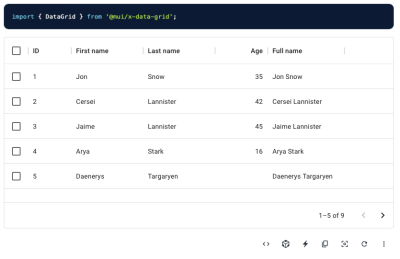 import { DataGrid } from '@mui/x-data-grid';
ID First name Last name Age Full name
1 Jon Snow 35 Jon Snow
2 Cersei Lannister 42 Cersei Lannister
3 Jaime Lannister 45 Jaime Lannister
4 Arya Stark 16 Arya Stark
5 Daenerys Targaryen Daenerys Targaryen
1–5 of 9